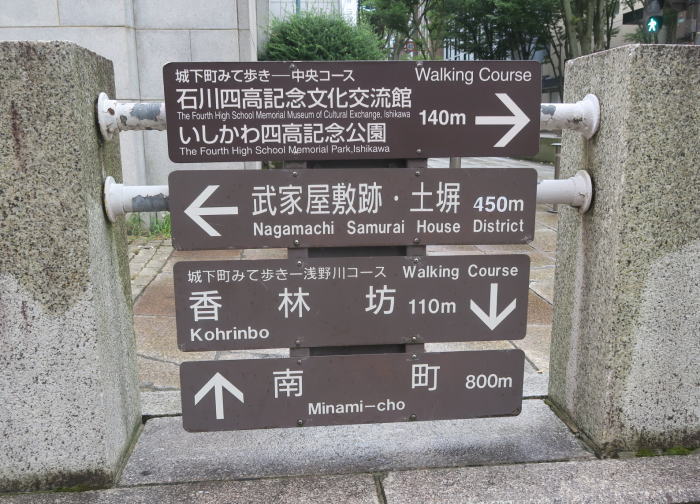 城下町みて歩き―中央コース Walking Course
石川四高記念文化交流館
The Fourth High School Memorial Museum of Cultural Exchange, Ishikawa
140m
いしかわ四高記念公園
The Fourth High School Memorial Park,Ishikawa
武家屋敷跡・土塀 450m
Nagamachi Samurai House District
城下町みて歩き―浅野川コース Walking Course
香林坊 110m
Kohrinbo
南町 800m
Minami-cho